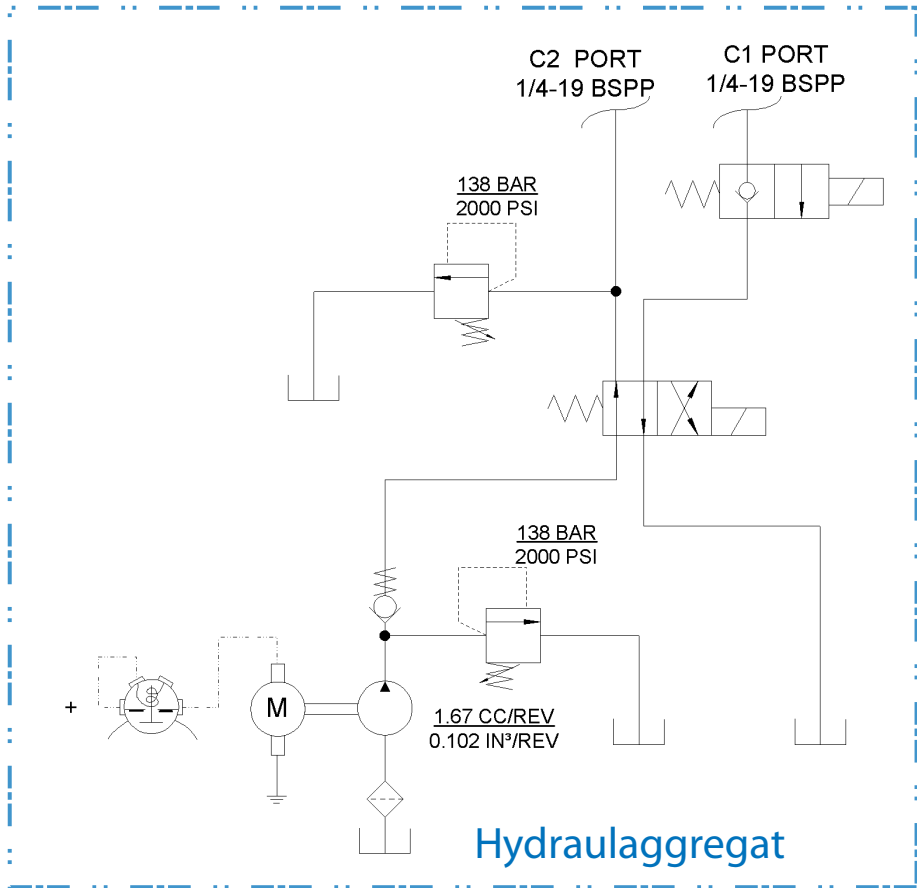 C2 PORT
1/4-19 BSPP
C1 PORT
1/4-19 BSPP
138 BAR
2000 PSI
138 BAR
2000 PSI
+
M
1.67 CC/REV
0.102 IN³/REV
Hydraulaggregat